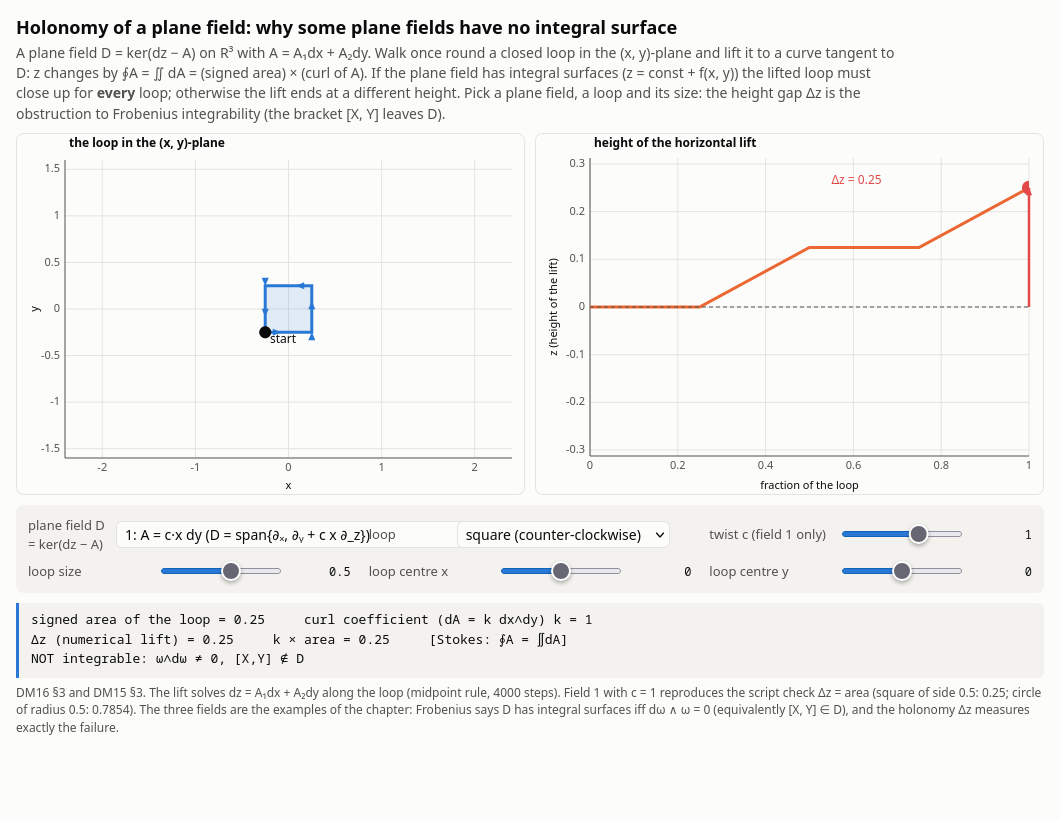 Holonomy of a plane field: why some plane fields have no integral surface
A plane field D = ker(dz − A) on R³ with A = A₁dx + A₂dy. Walk once round a closed loop in the (x, y)-plane and lift it to a curve tangent to
D: z changes by ∮A = ∬ dA = (signed area) × (curl of A). If the plane field has integral surfaces (z = const + f(x, y)) the lifted loop must
close up for every loop; otherwise the lift ends at a different height. Pick a plane field, a loop and its size: the height gap Δz is the
obstruction to Frobenius integrability (the bracket [X, Y] leaves D).
the loop in the (x, y)-plane
1.5
1
0.5
0
-0.5
-1
-1.5
y
start
-2
-1
0
1
2
x
height of the horizontal lift
0.3
0.2
0.1
0
-0.1
-0.2
-0.3
z (height of the lift)
Δz = 0.25
0
0.2
0.4
0.6
0.8
1
fraction of the loop
plane field D
= ker(dz − A)
1: A = c·x dy (D = span{∂ₓ, ∂ᵧ + c x ∂_z})
loop
square (counter-clockwise)
twist c (field 1 only)
1
loop size
0.5
loop centre x
0
loop centre y
0
signed area of the loop = 0.25 curl coefficient (dA = k dx∧dy) k = 1
Δz (numerical lift) = 0.25 k × area = 0.25 [Stokes: ∮A = ∬dA]
NOT integrable: ω∧dω ≠ 0, [X,Y] ∉ D
DM16 §3 and DM15 §3. The lift solves dz = A₁dx + A₂dy along the loop (midpoint rule, 4000 steps). Field 1 with c = 1 reproduces the script check Δz = area (square of side 0.5: 0.25; circle
of radius 0.5: 0.7854). The three fields are the examples of the chapter: Frobenius says D has integral surfaces iff dω ∧ ω = 0 (equivalently [X, Y] ∈ D), and the holonomy Δz measures
exactly the failure.